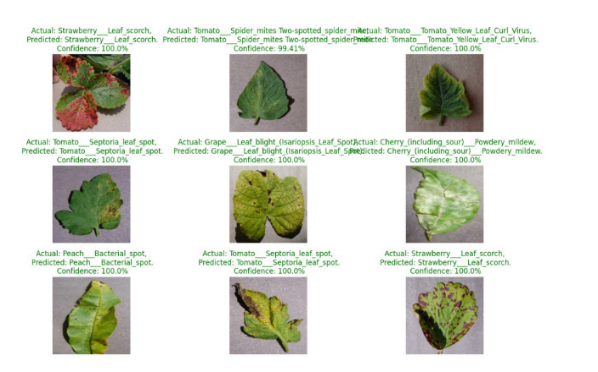 Actual: Strawberry___Leaf_scorch,
Predicted: Strawberry___Leaf_scorch.
Confidence: 100.0%
Actual: Tomato___Spider_mites Two-spotted_spider_mite,
Predicted: Tomato___Spider_mites Two-spotted_spider_mite.
Confidence: 99.41%
Actual: Tomato___Tomato_Yellow_Leaf_Curl_Virus,
Predicted: Tomato___Tomato_Yellow_Leaf_Curl_Virus.
Confidence: 100.0%
Actual: Tomato___Septoria_leaf_spot,
Predicted: Tomato___Septoria_leaf_spot.
Confidence: 100.0%
Actual: Grape___Leaf_blight_(Isariopsis_Leaf_Spot),
Predicted: Grape___Leaf_blight_(Isariopsis_Leaf_Spot).
Confidence: 100.0%
Actual: Cherry_(including_sour)___Powdery_mildew,
Predicted: Cherry_(including_sour)___Powdery_mildew.
Confidence: 100.0%
Actual: Peach___Bacterial_spot,
Predicted: Peach___Bacterial_spot.
Confidence: 100.0%
Actual: Tomato___Septoria_leaf_spot,
Predicted: Tomato___Septoria_leaf_spot.
Confidence: 100.0%
Actual: Strawberry___Leaf_scorch,
Predicted: Strawberry___Leaf_scorch.
Confidence: 100.0%